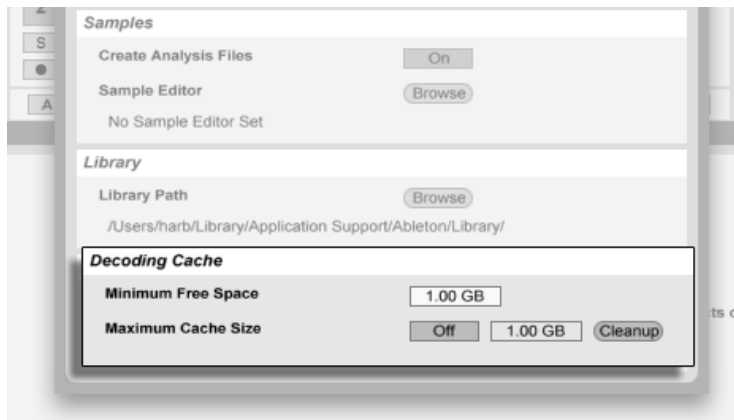 Z
S
A
Samples
Create Analysis Files On
Sample Editor Browse
No Sample Editor Set
Library
Library Path Browse
/Users/harb/Library/Application Support/Ableton/Library/
Decoding Cache
Minimum Free Space 1.00 GB
Maximum Cache Size Off 1.00 GB Cleanup